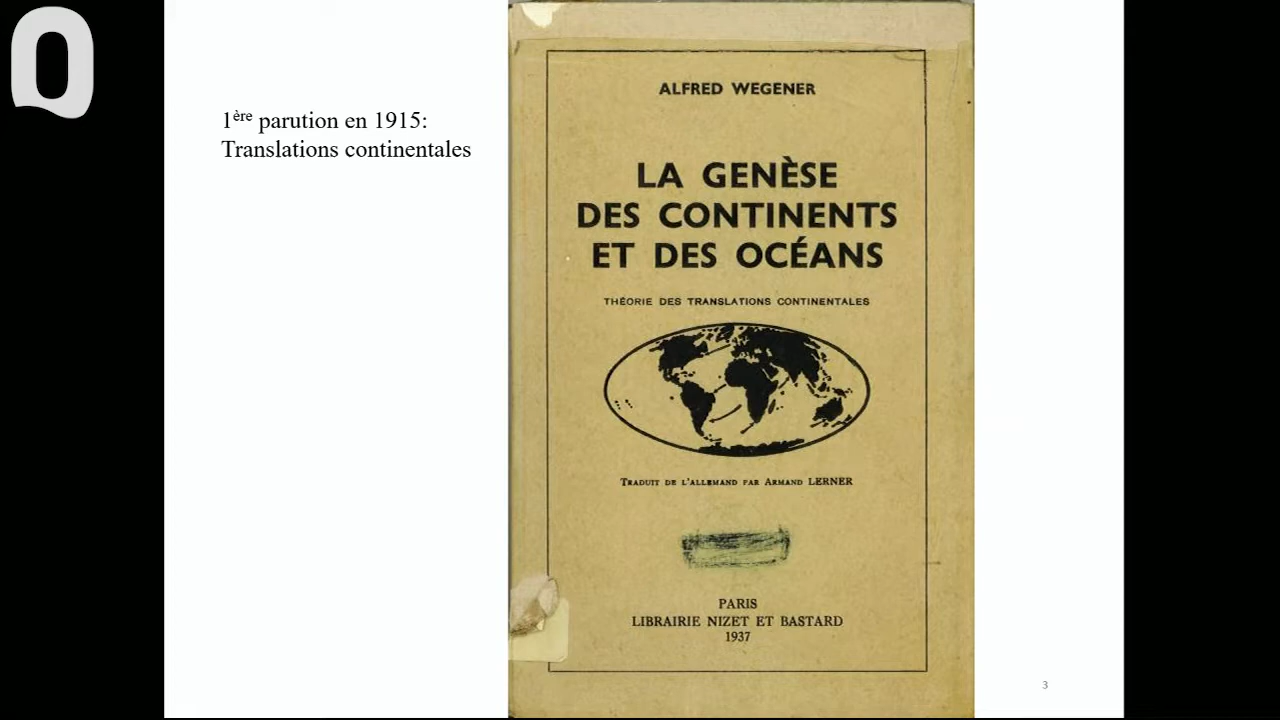 Q
1ère parution en 1915:
Translations continentales
ALFRED WEGENER
LA GENÈSE
DES CONTINENTS
ET DES OCÉANS
THÉORIE DES TRANSLATIONS CONTINENTALES
TRADUIT DE L'ALLEMAND PAR ARMAND LERNER
PARIS
LIBRAIRIE NIZET ET BASTARD
1937
3